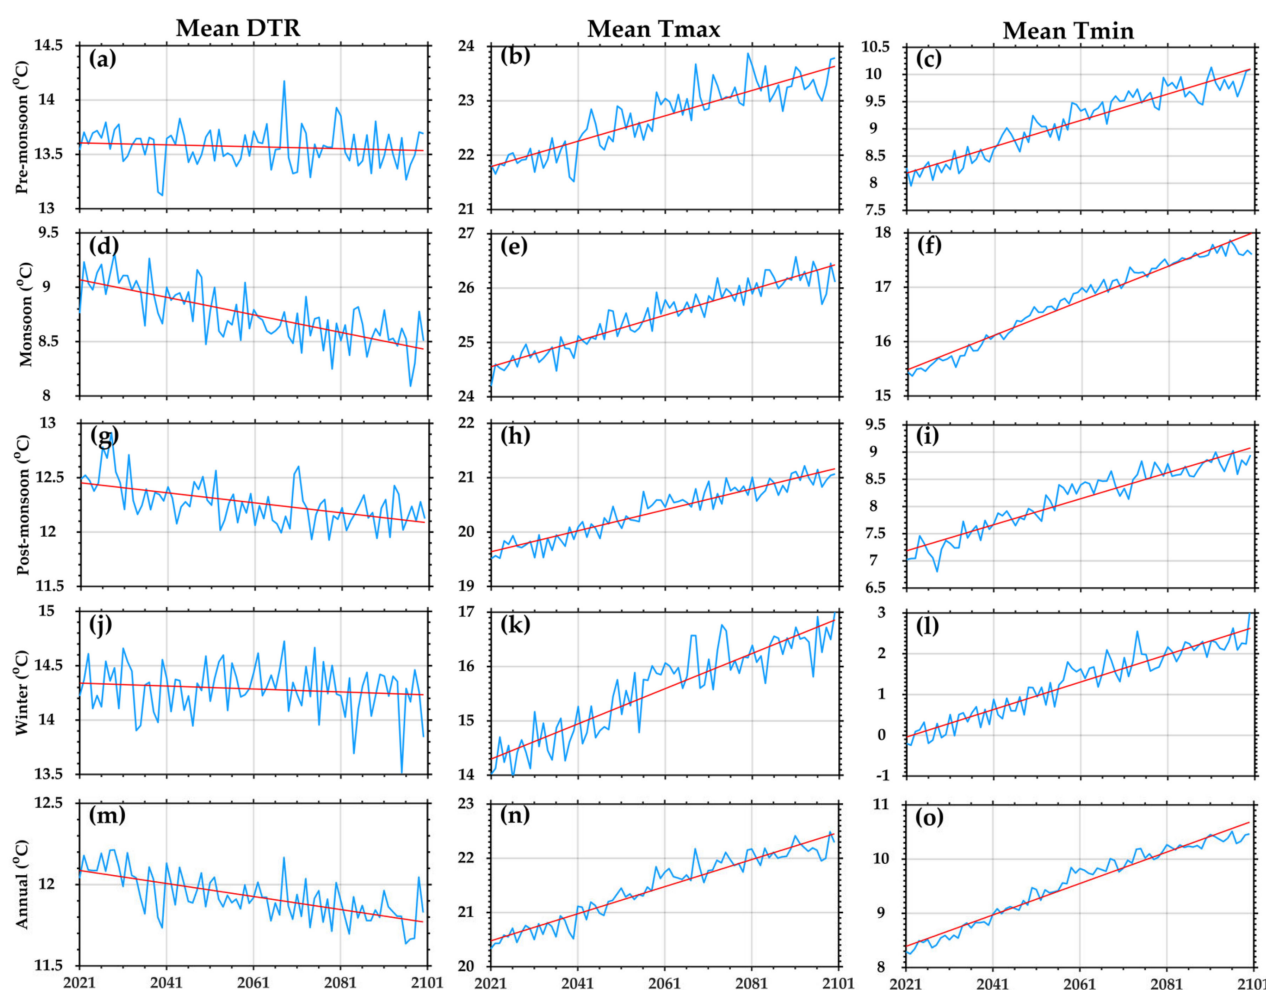 Mean DTR
Mean Tmax
Mean Tmin
Pre-monsoon (⁰C)
14.5
14
13.5
13
(a)
24
23
22
21
(b)
10.5
10
9.5
9
8.5
8
7.5
(c)
Monsoon (⁰C)
9.5
9
8.5
8
(d)
27
26
25
24
(e)
18
17
16
15
(f)
Post-monsoon (⁰C)
13
12.5
12
11.5
(g)
22
21
20
19
(h)
9.5
9
8.5
8
7.5
7
6.5
(i)
Winter (⁰C)
15
14.5
14
13.5
(j)
17
16
15
14
(k)
3
2
1
0
-1
(l)
Annual (⁰C)
12.5
12
11.5
(m)
23
22
21
20
(n)
11
10
9
8
(o)
2021 2041 2061 2081 2101
2021 2041 2061 2081 2101
2021 2041 2061 2081 2101